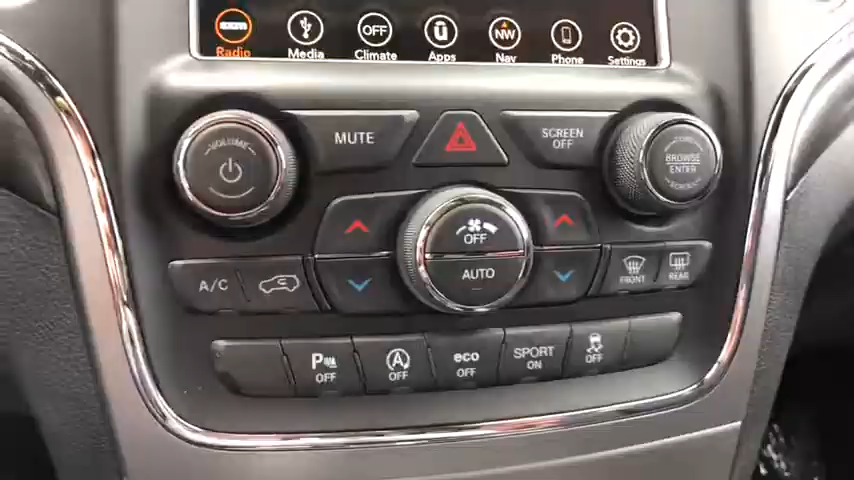 Radio
Media
OFF
Climate
Apps
NW
Nav
Phone
Settings
VOLUME
MUTE
SCREEN
OFF
BROWSE
ENTER
OFF
AUTO
A/C
FRONT
REAR
P
OFF
A
OFF
eco
OFF
SPORT
ON
OFF